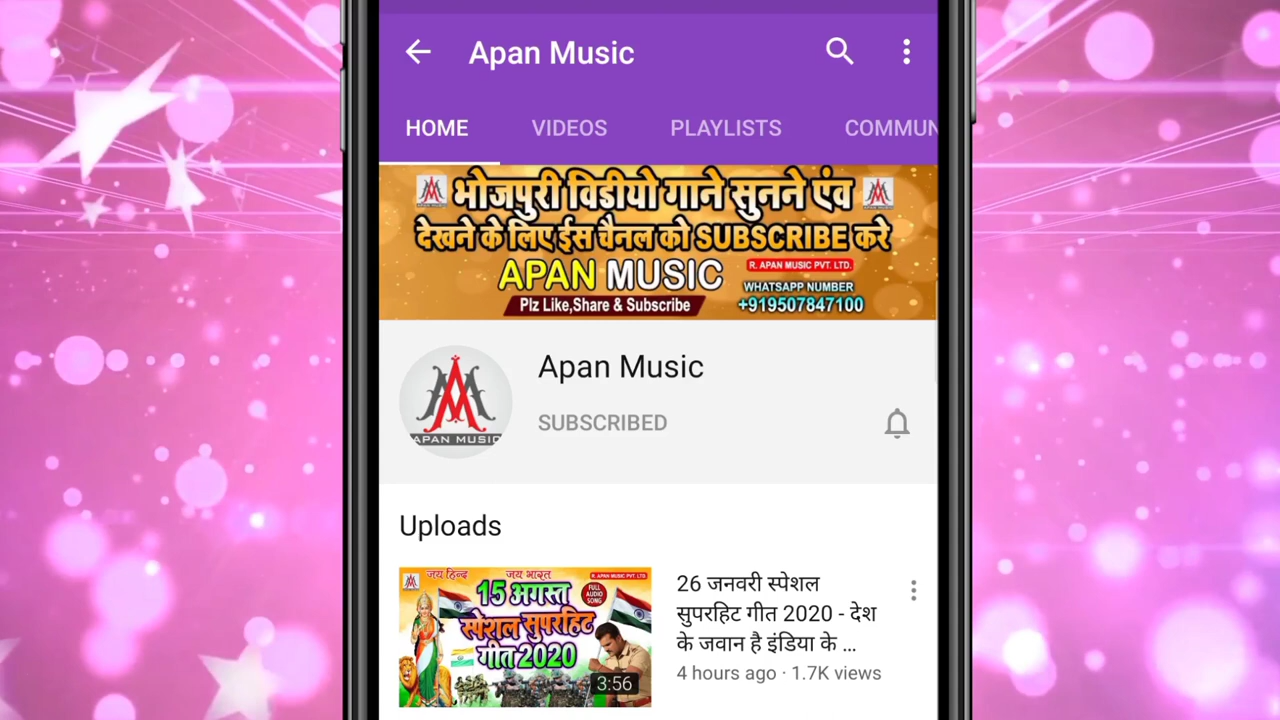 Apan Music
HOME VIDEOS PLAYLISTS COMMUN
भोजपुरी विडीयो गाने सुनने एंव
देखने के लिए ईस चैनल को SUBSCRIBE करे
APAN MUSIC
R. APAN MUSIC PVT. LTD.
WHATSAPP NUMBER
+919507847100
Plz Like,Share & Subscribe
Apan Music
SUBSCRIBED
APAN MUSIC
Uploads
जय हिन्द जय भारत
R. APAN MUSIC PVT. LTD
15 अगस्त
FULL
AUDIO
SONG
स्पेशल सुपरहिट
गीत 2020
3:56
26 जनवरी स्पेशल
सुपरहिट गीत 2020 - देश
के जवान है इंडिया के ...
4 hours ago · 1.7K views